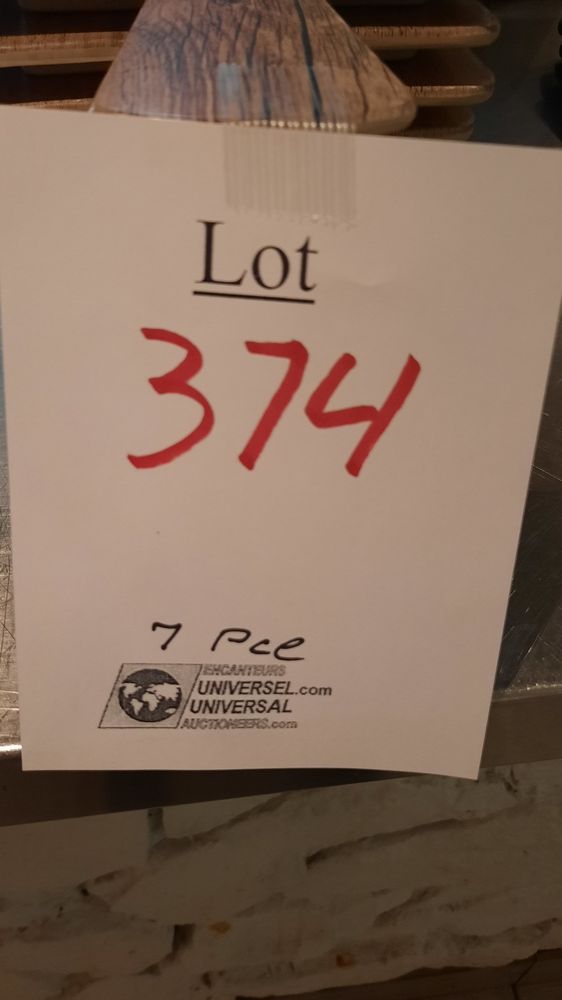 Lot
374
7 Pce
ENCANTEURS
UNIVERSEL.com
UNIVERSAL
AUCTIONEERS.com